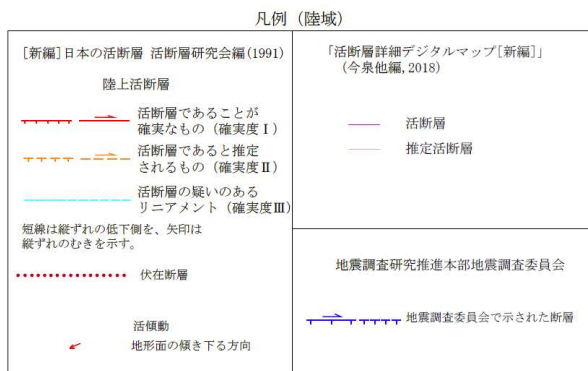 凡例（陸域）
[新編]日本の活断層 活断層研究会編(1991)
陸上活断層
活断層であることが
確実なもの（確実度Ⅰ）
活断層であると推定
されるもの（確実度Ⅱ）
活断層の疑いのある
リニアメント（確実度Ⅲ）
短線は縦ずれの低下側を、矢印は
縦ずれのむきを示す。
伏在断層
活傾動
地形面の傾き下る方向
「活断層詳細デジタルマップ[新編]」
（今泉他編,2018）
活断層
推定活断層
地震調査研究推進本部地震調査委員会
地震調査委員会で示された断層